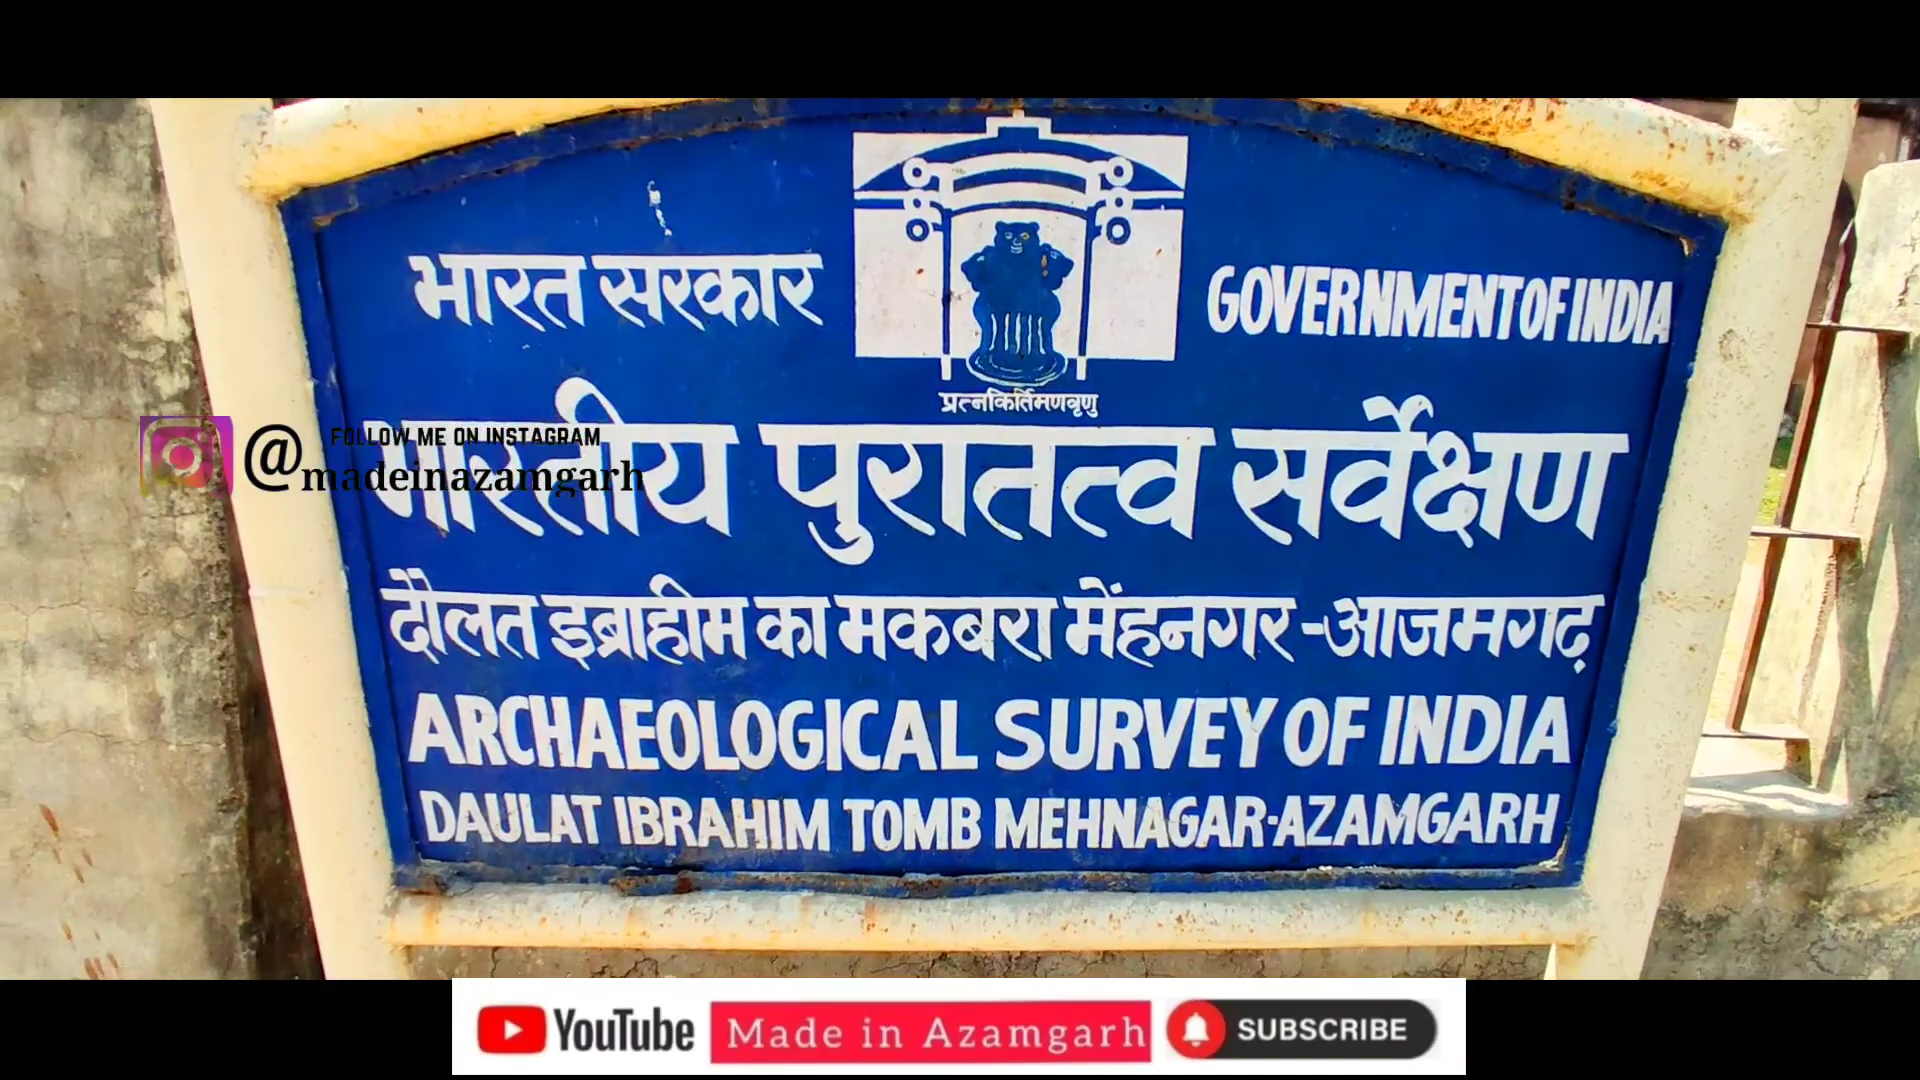 भारत सरकार
GOVERNMENT OF INDIA
प्रत्नकिर्तिमणवृणु
भारतीय पुरातत्व सर्वेक्षण
FOLLOW ME ON INSTAGRAM
@madeinazamgarh
दौलत इब्राहीम का मकबरा मेंहनगर-आजमगढ़
ARCHAEOLOGICAL SURVEY OF INDIA
DAULAT IBRAHIM TOMB MEHNAGAR-AZAMGARH
YouTube Made in Azamgarh SUBSCRIBE